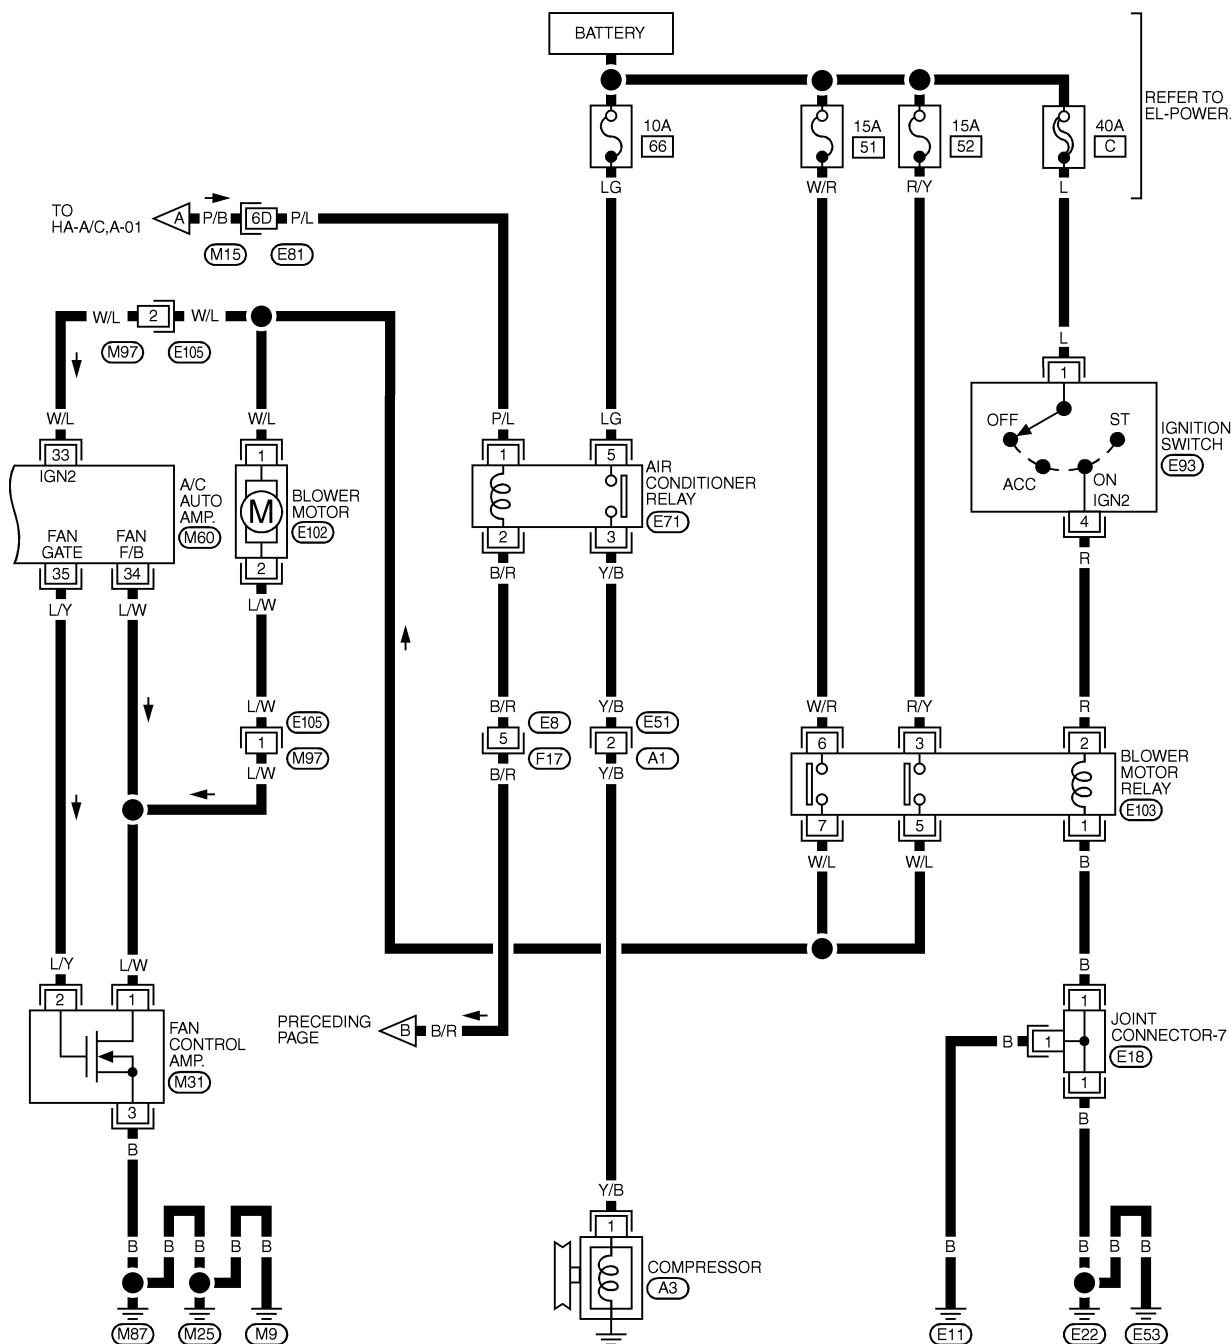 BATTERY
REFER TO
EL-POWER.
10A
66
15A
51
15A
52
40A
C
LG
W/R
R/Y
L
TO
HA-A/C,A-01
A
P/B
6D
P/L
M15
E81
W/L
2
W/L
M97
E105
L
1
OFF
ST
ACC
ON
IGN2
IGNITION
SWITCH
E93
4
R
W/L
W/L
P/L
LG
33
IGN2
1
1
5
A/C
AUTO
AMP.
M60
FAN
GATE
FAN
F/B
35
34
M
BLOWER
MOTOR
E102
2
AIR
CONDITIONER
RELAY
E71
2
3
L/Y
L/W
L/W
B/R
Y/B
L/W
E105
1
M97
L/W
B/R
E8
5
F17
B/R
Y/B
E51
2
A1
Y/B
W/R
R/Y
R
6
3
2
BLOWER
MOTOR
RELAY
E103
7
5
1
W/L
W/L
B
L/Y
L/W
B
2
1
FAN
CONTROL
AMP.
M31
3
B
PRECEDING
PAGE
B
B/R
1
B
1
JOINT
CONNECTOR-7
E18
1
B
Y/B
1
COMPRESSOR
A3
B
B
B
B
B
B
B
B
B
M87
M25
M9
E11
E22
E53